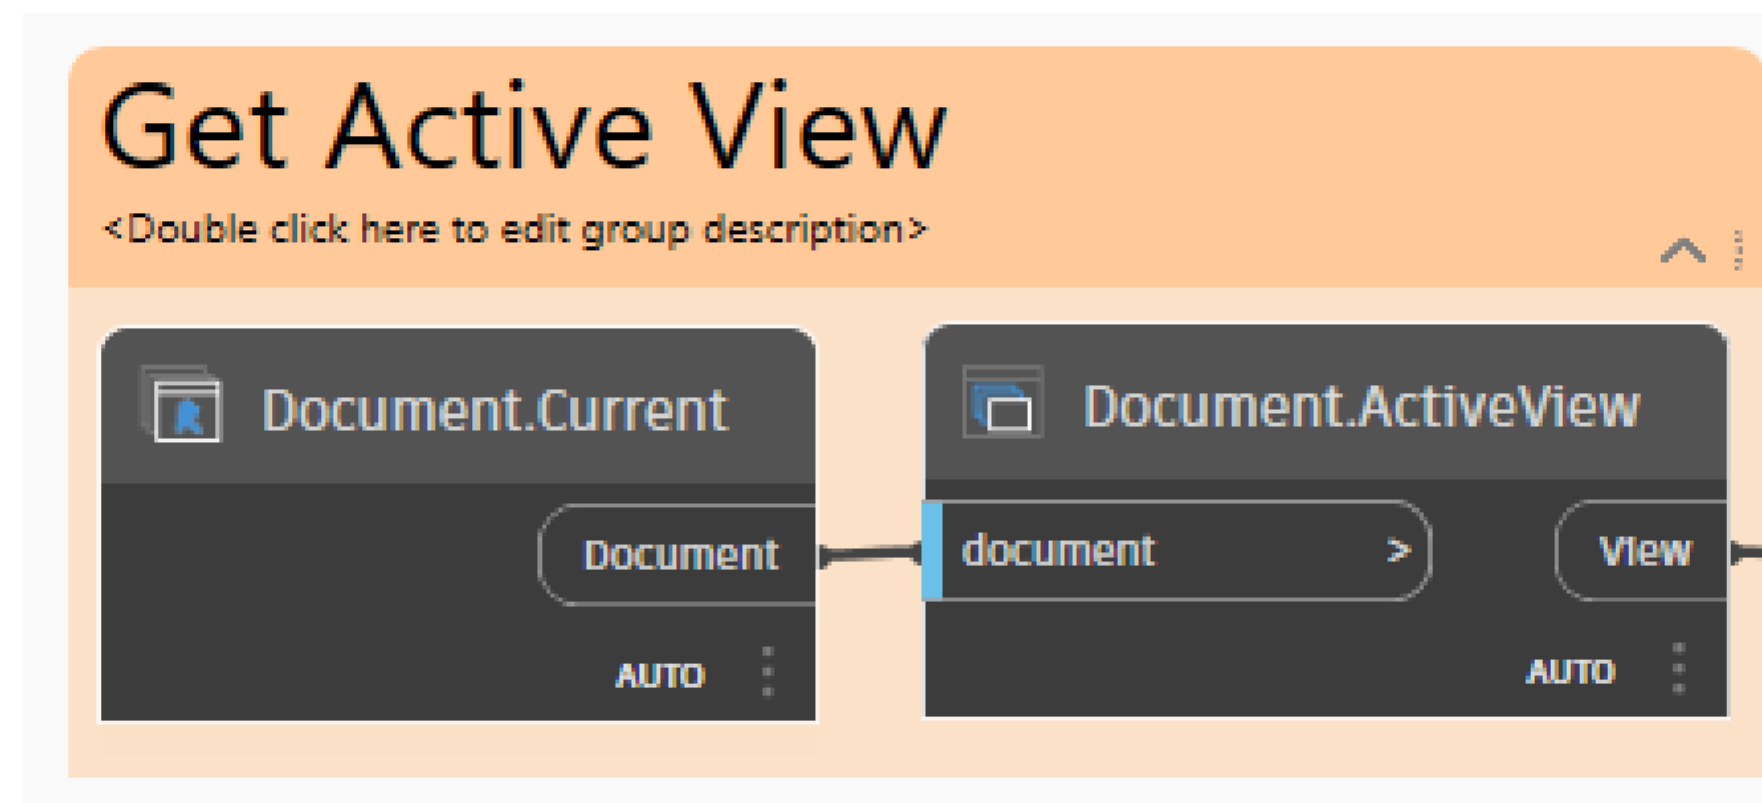 Get Active View
<Double click here to edit group description>
Document.Current
Document.ActiveView
Document
document >
View
AUTO
AUTO